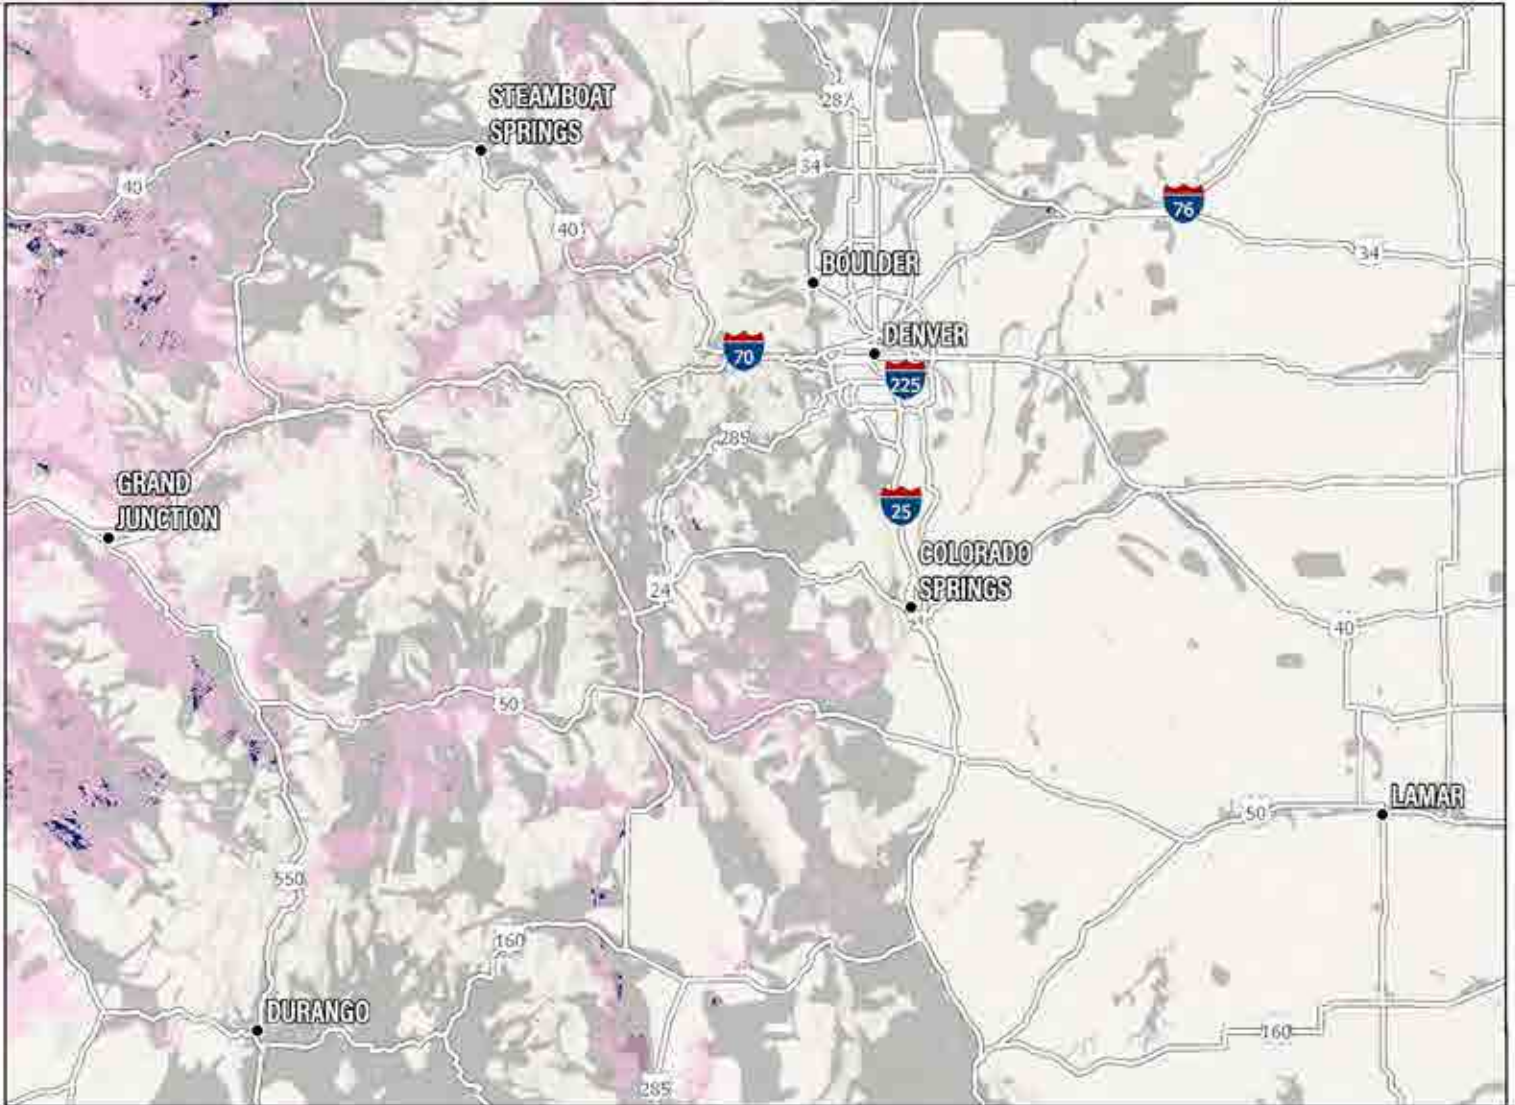 STEAMBOAT
SPRINGS
287
34
40
76
40
34
BOULDER
DENVER
70
225
285
GRAND
JUNCTION
25
COLORADO
SPRINGS
24
40
50
LAMAR
50
550
160
DURANGO
160
285